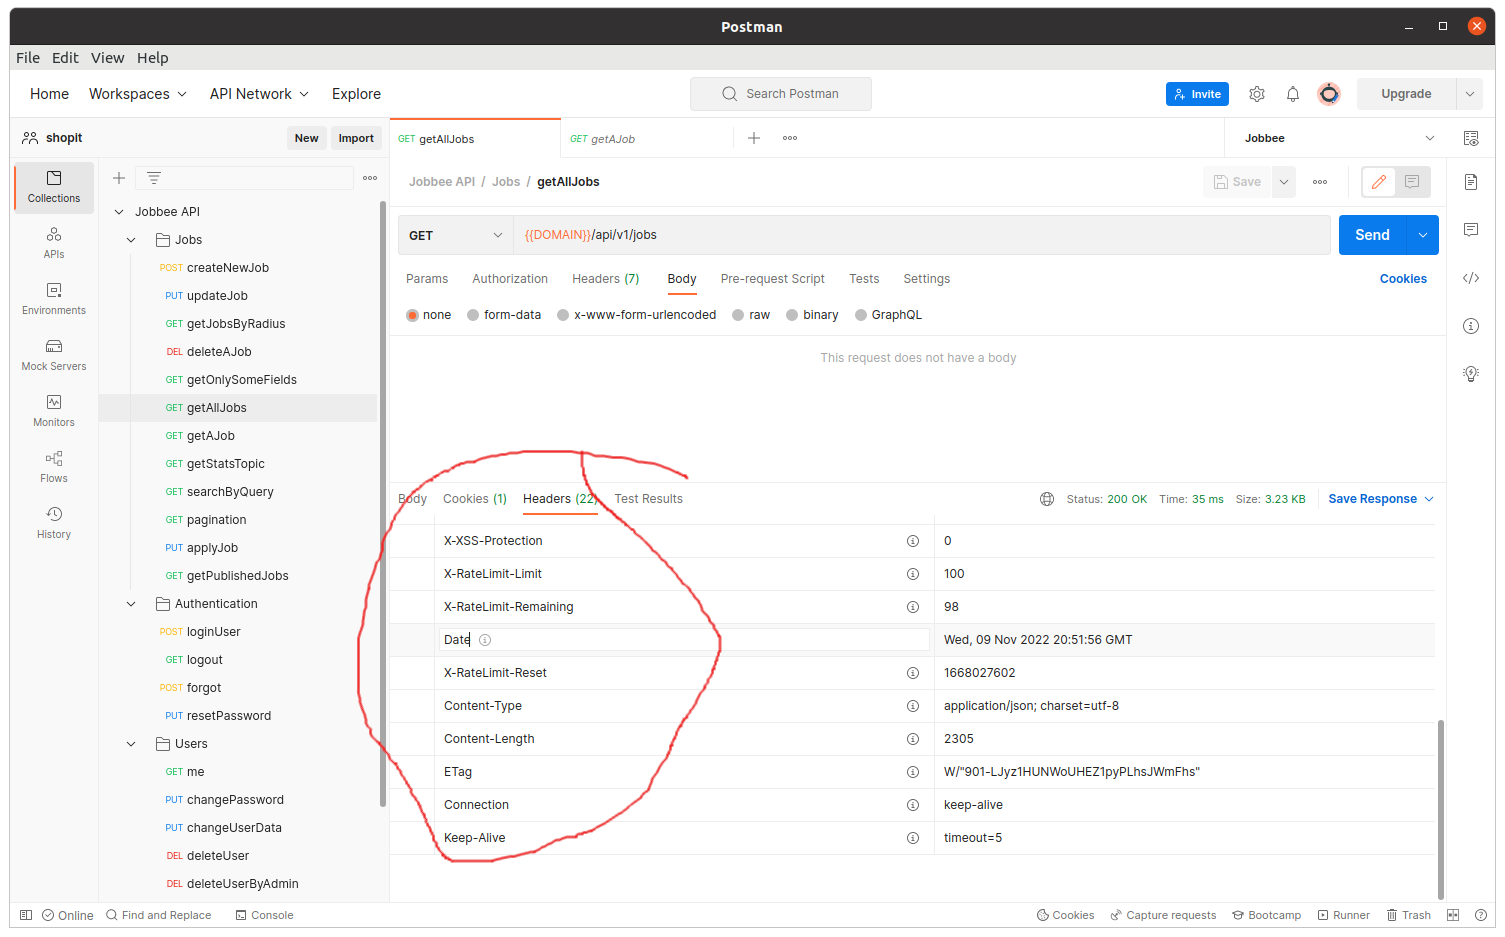 Postman
File Edit View Help
Home Workspaces API Network Explore Search Postman Invite Upgrade
shopIt New Import GET getAllJobs GET getAJob Jobbee
Collections
APIs
Environments
Mock Servers
Monitors
Flows
History
Jobbee API
Jobs
POST createNewJob
PUT updateJob
GET getJobsByRadius
DEL deleteAJob
GET getOnlySomeFields
GET getAllJobs
GET getAJob
GET getStatsTopic
GET searchByQuery
GET pagination
PUT applyJob
GET getPublishedJobs
Authentication
POST loginUser
GET logout
POST forgot
PUT resetPassword
Users
GET me
PUT changePassword
PUT changeUserData
DEL deleteUser
DEL deleteUserByAdmin
Jobbee API / Jobs / getAllJobs Save
GET {{DOMAIN}}/api/v1/jobs Send
Params Authorization Headers (7) Body Pre-request Script Tests Settings Cookies
none form-data x-www-form-urlencoded raw binary GraphQL
This request does not have a body
Body Cookies (1) Headers (22) Test Results Status: 200 OK Time: 35 ms Size: 3.23 KB Save Response
X-XSS-Protection 0
X-RateLimit-Limit 100
X-RateLimit-Remaining 98
Date Wed, 09 Nov 2022 20:51:56 GMT
X-RateLimit-Reset 1668027602
Content-Type application/json; charset=utf-8
Content-Length 2305
ETag W/"901-LJyz1HUNWoUHEZ1pyPLhsJWmFhs"
Connection keep-alive
Keep-Alive timeout=5
Online Find and Replace Console Cookies Capture requests Bootcamp Runner Trash